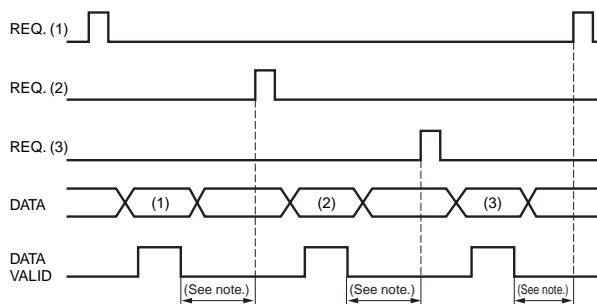 REQ. (1)
REQ. (2)
REQ. (3)
DATA
(1)
(2)
(3)
DATA
VALID
(See note.)
(See note.)
(See note.)